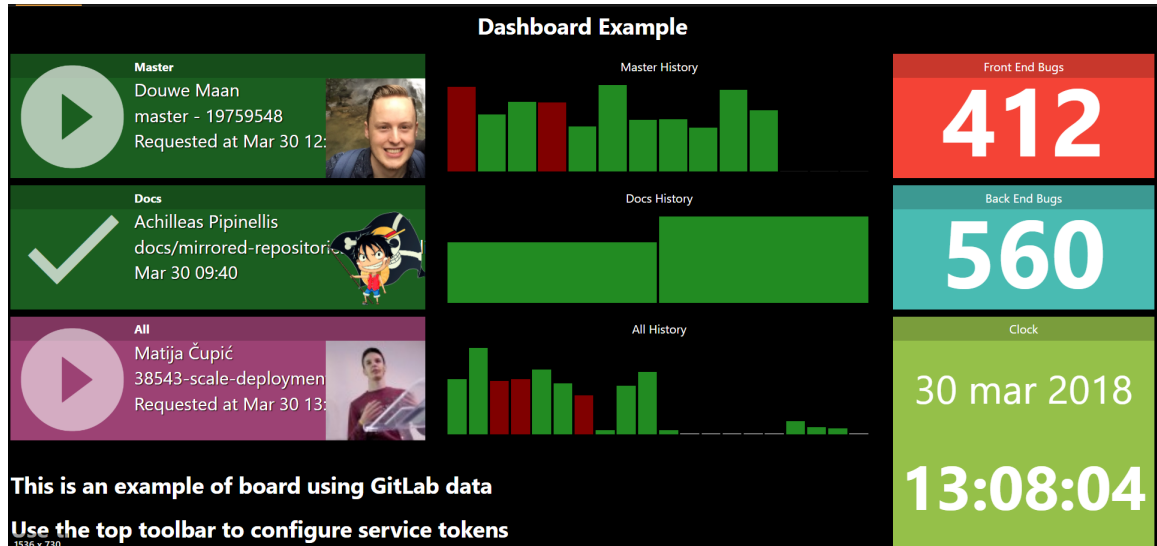 Dashboard Example
Master
Douwe Maan
master - 19759548
Requested at Mar 30 12:
Master History
Front End Bugs
412
Docs
Achilleas Pipinellis
docs/mirrored-repositorie
Mar 30 09:40
Docs History
Back End Bugs
560
All
Matija Čupić
38543-scale-deploymen
Requested at Mar 30 13:
All History
Clock
30 mar 2018
13:08:04
This is an example of board using GitLab data
Use the top toolbar to configure service tokens
1536 x 730